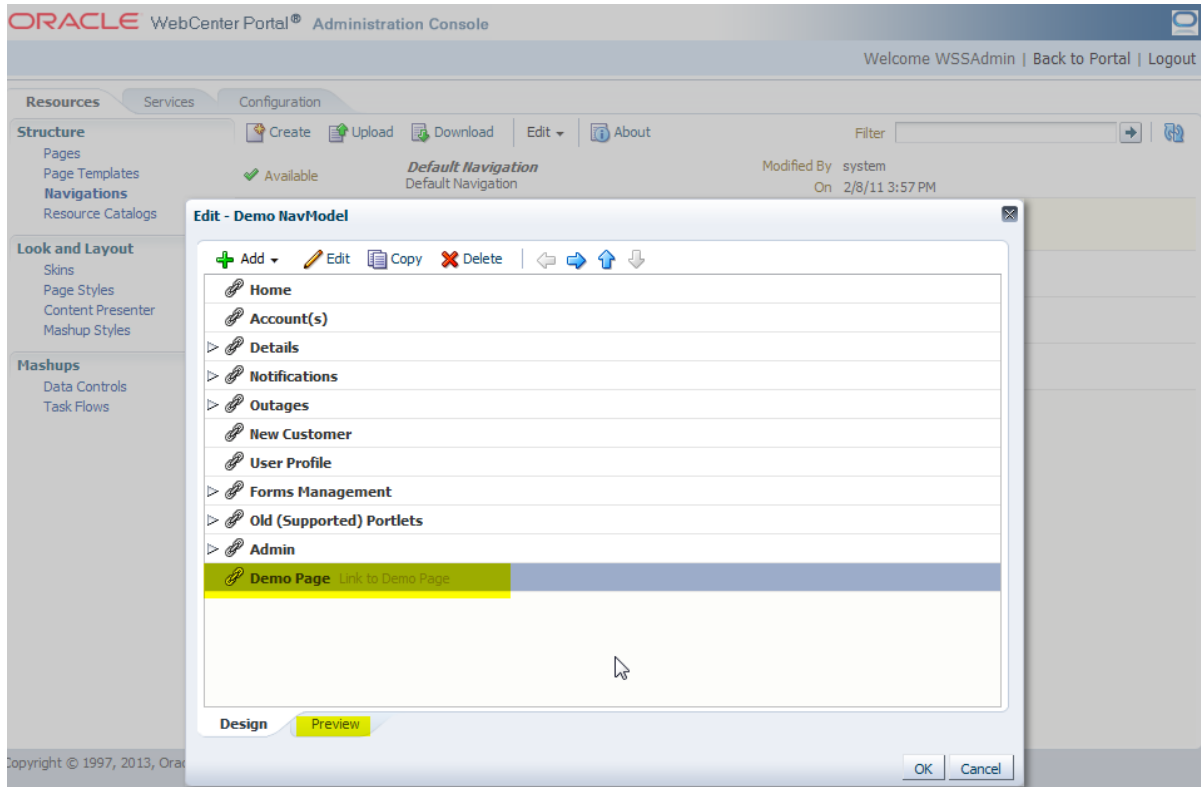 ORACLE WebCenter Portal® Administration Console
Welcome WSSAdmin | Back to Portal | Logout
Resources Services Configuration
Structure
Pages
Page Templates
Navigations
Resource Catalogs
Look and Layout
Skins
Page Styles
Content Presenter
Mashup Styles
Mashups
Data Controls
Task Flows
Create Upload Download Edit About Filter
Available Default Navigation Modified By system
Default Navigation On 2/8/11 3:57 PM
Edit - Demo NavModel
Add Edit Copy Delete
Home
Account(s)
Details
Notifications
Outages
New Customer
User Profile
Forms Management
Old (Supported) Portlets
Admin
Demo Page Link to Demo Page
Design Preview
OK Cancel
Copyright © 1997, 2013,